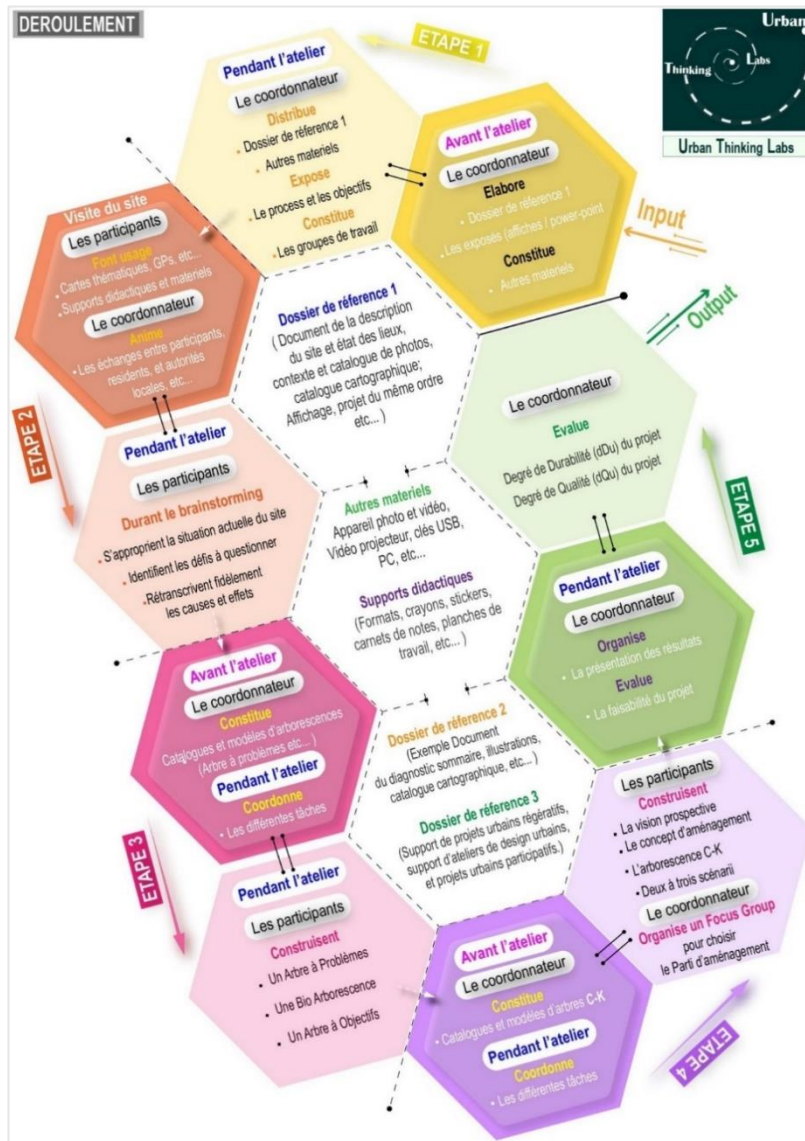 DEROULEMENT
Urban
Thinking
Labs
Urban Thinking Labs
ETAPE 1
Input
Avant l'atelier
Le coordonnateur
Elabore
• Dossier de réference 1
• Les exposés (affiches / power-point
Constitue
• Autres materiels
Pendant l'atelier
Le coordonnateur
Distribue
• Dossier de réference 1
• Autres materiels
Expose
• Le process et les objectifs
Constitue
• Les groupes de travail
ETAPE 2
Visite du site
Les participants
Font usage
• Cartes thématiques, GPs, etc...
• Supports didactiques et materiels
Le coordonnateur
Anime
• Les échanges entre participants,
residents, et autorités
locales, etc...
Pendant l'atelier
Les participants
Durant le brainstorming
• S'approprient la situation actuelle du site
• Identifient les défis à questionner
• Rétranscrivent fidèlement
les causes et effets
ETAPE 3
Avant l'atelier
Le coordonnateur
Constitue
Catalogues et modèles d'arborescences
(Arbre à problèmes etc... )
Pendant l'atelier
Coordonne
• Les différentes tâches
Pendant l'atelier
Les participants
Construisent
• Un Arbre à Problèmes
• Une Bio Arborescence
• Un Arbre à Objectifs
ETAPE 4
Avant l'atelier
Le coordonnateur
Constitue
• Catalogues et modèles d'arbres C-K
Pendant l'atelier
Coordonne
• Les différentes tâches
Les participants
Construisent
• La vision prospective
• Le concept d'aménagement
• L'arborescence C-K
• Deux à trois scénarii
Le coordonnateur
Organise un Focus Group
pour choisir
le Parti d'aménagement
ETAPE 5
Pendant l'atelier
Le coordonnateur
Organise
• La présentation des résultats
Evalue
• La faisabilité du projet
Le coordonnateur
Evalue
Degré de Durabilité (dDu) du projet
Degré de Qualité (dQu) du projet
Output
Dossier de réference 1
( Document de la description
du site et état des lieux,
contexte et catalogue de photos,
catalogue cartographique;
Affichage, projet du même ordre
etc... )
Autres materiels
Appareil photo et vidéo,
Vidéo projecteur, clés USB,
PC, etc...
Supports didactiques
(Formats, crayons, stickers,
carnets de notes, planches de
travail, etc... )
Dossier de réference 2
(Exemple Document
du diagnostic sommaire, illustrations,
catalogue cartographique, etc... )
Dossier de réference 3
(Support de projets urbains régératifs,
support d'ateliers de design urbains,
et projets urbains participatifs.)